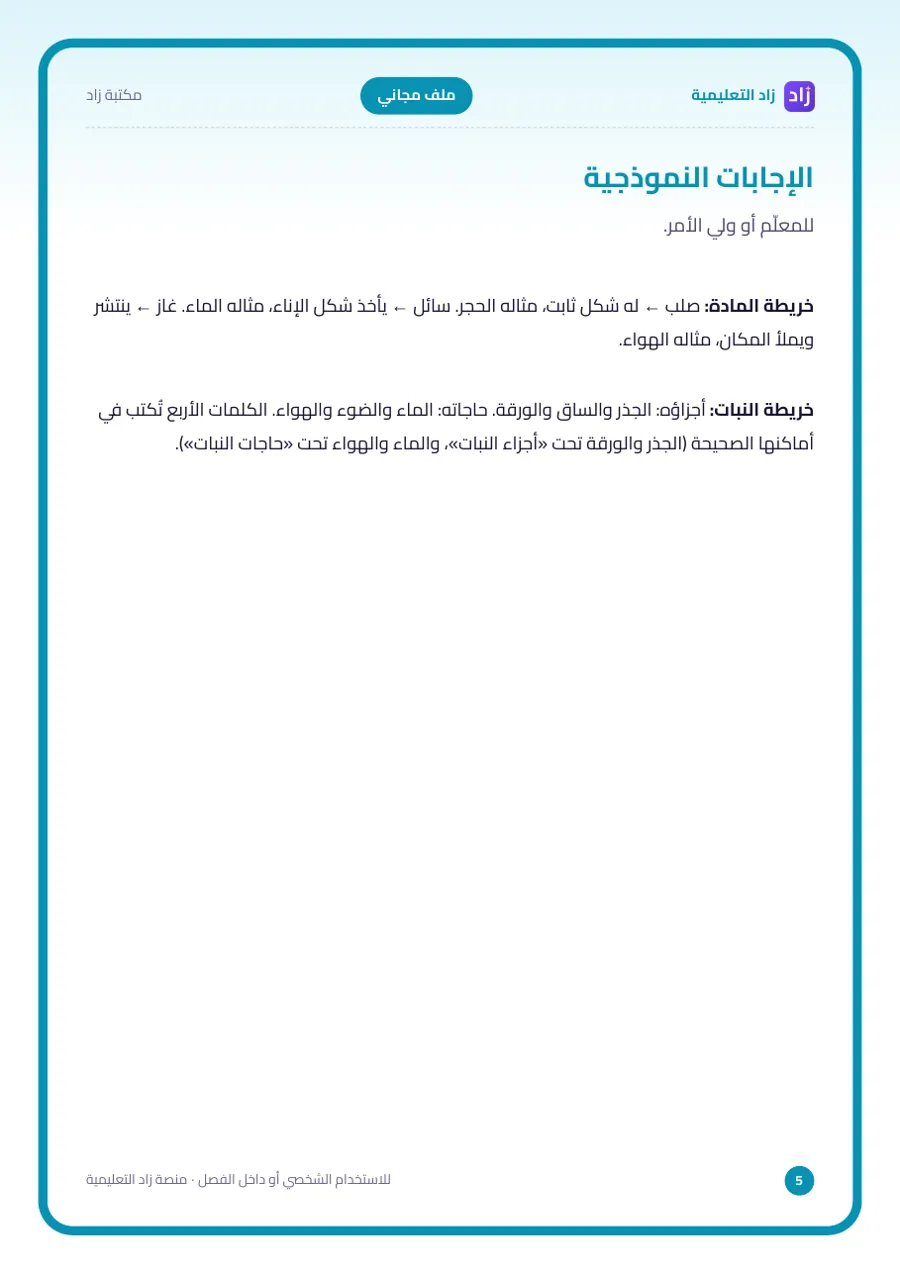 زاد
زاد التعليمية
ملف مجاني
مكتبة زاد
الإجابات النموذجية
للمعلّم أو ولي الأمر.
خريطة المادة: صلب ← له شكل ثابت، مثاله الحجر. سائل ← يأخذ شكل الإناء، مثاله الماء. غاز ← ينتشر
ويملأ المكان، مثاله الهواء.
خريطة النبات: أجزاؤه: الجذر والساق والورقة. حاجاته: الماء والضوء والهواء. الكلمات الأربع تُكتب في
أماكنها الصحيحة (الجذر والورقة تحت «أجزاء النبات»، والماء والهواء تحت «حاجات النبات»).
5
للاستخدام الشخصي أو داخل الفصل · منصة زاد التعليمية